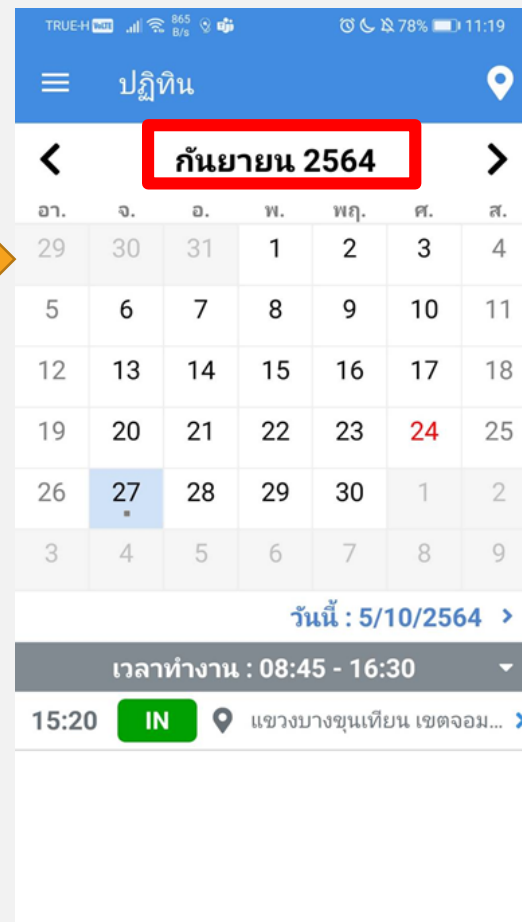 TRUE-H VoLTE 865 B/s 78% 11:19
ปฏิทิน
กันยายน 2564
อา. จ. อ. พ. พฤ. ศ. ส.
29 30 31 1 2 3 4
5 6 7 8 9 10 11
12 13 14 15 16 17 18
19 20 21 22 23 24 25
26 27 28 29 30 1 2
3 4 5 6 7 8 9
วันนี้ : 5/10/2564 >
เวลาทำงาน : 08:45 - 16:30
15:20 IN แขวงบางขุนเทียน เขตจอม...